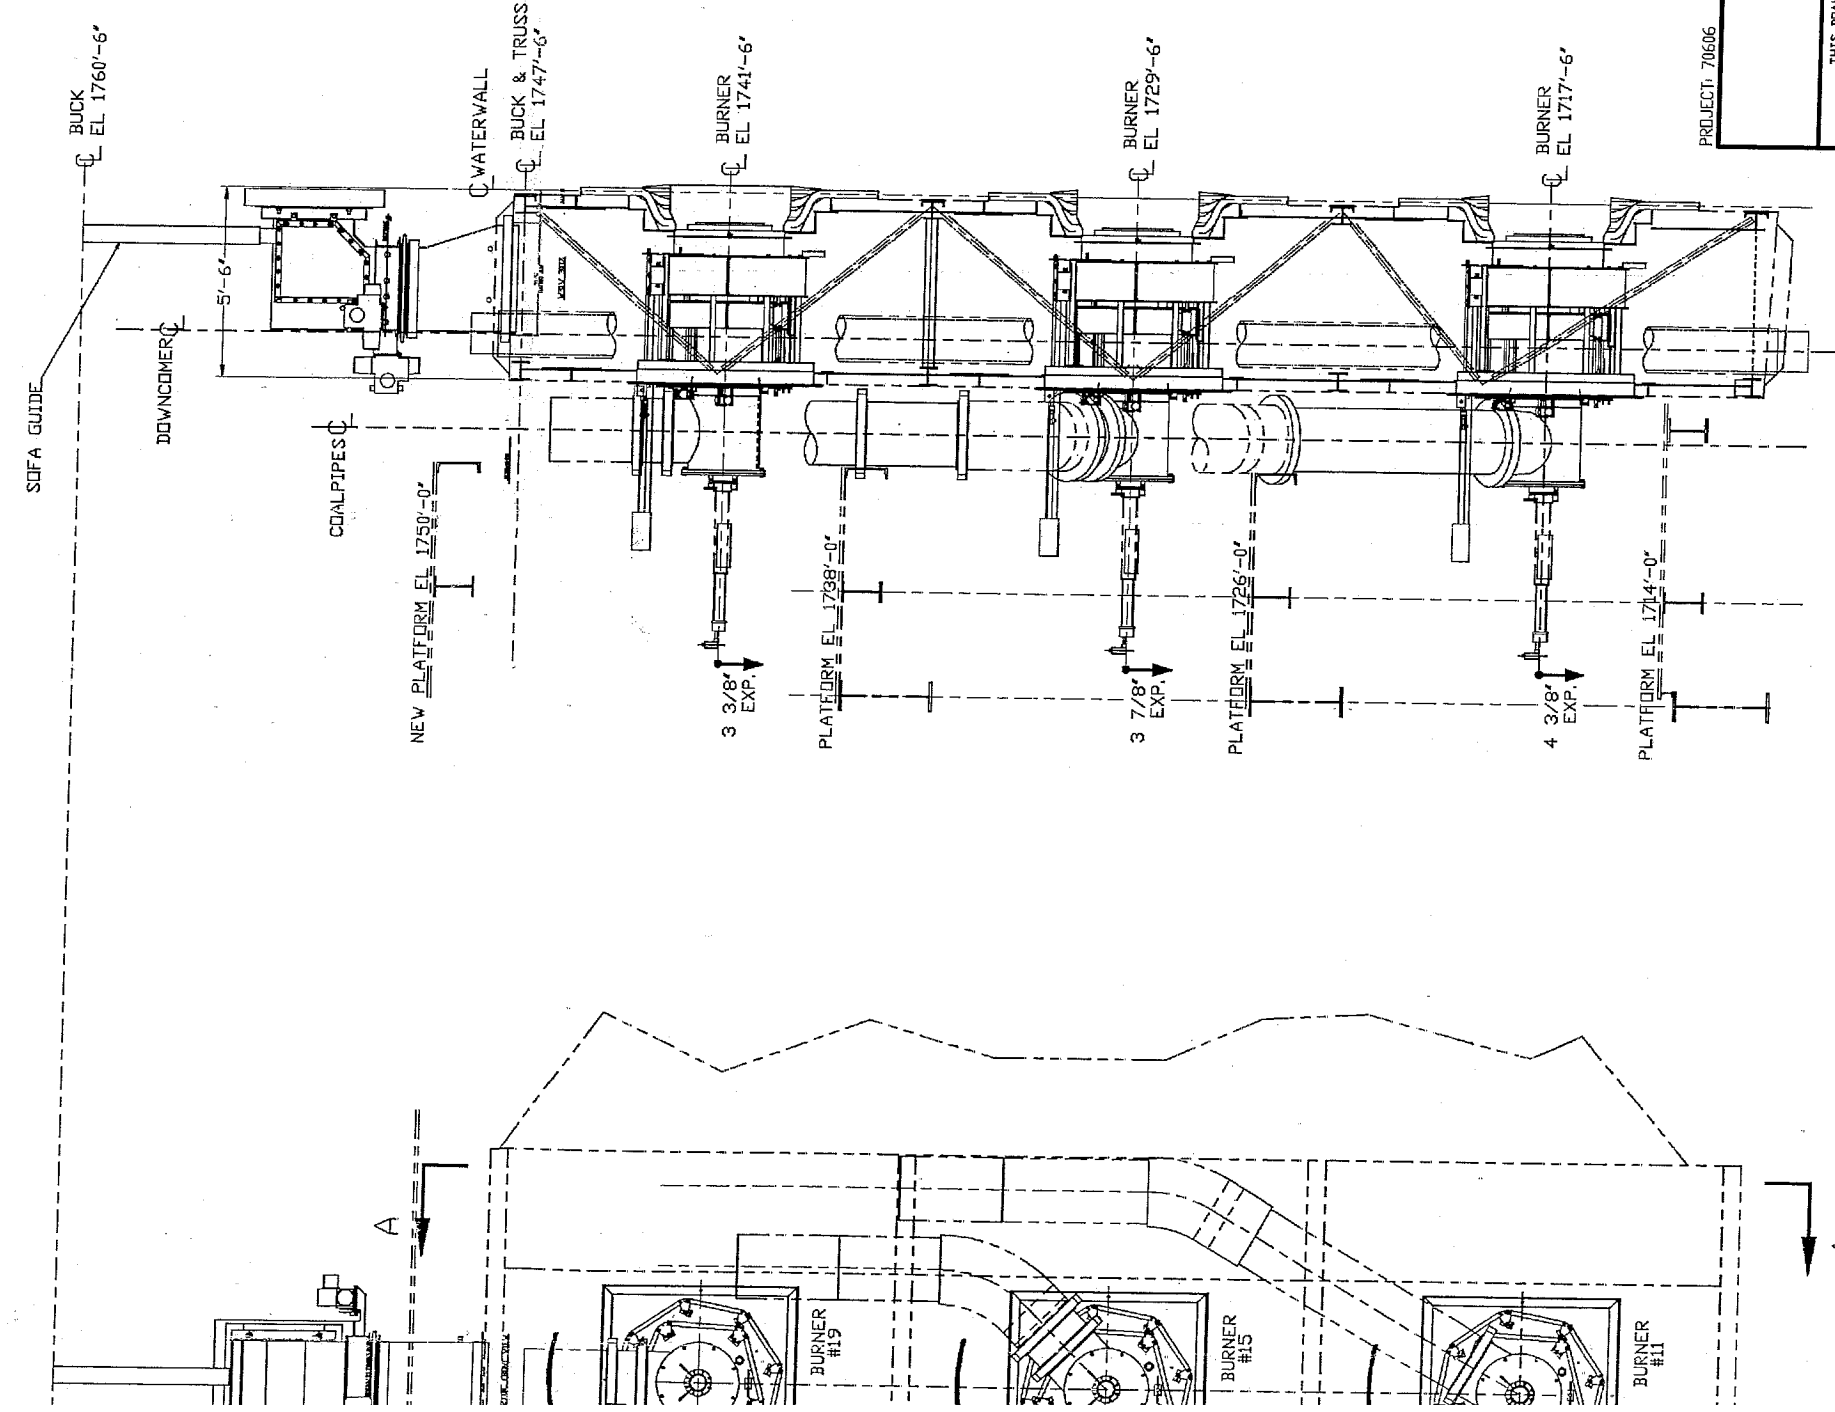 SOFA GUIDE
BUCK
EL 1760'-6"
DOWNCOMER
5'-6"
COALPIPES
NEW PLATFORM EL 1750'-0"
WATERWALL
BUCK & TRUSS
EL 1747'-6"
BURNER
EL 1741'-6"
3 3/8"
EXP.
PLATFORM EL 1738'-0"
BURNER
EL 1729'-6"
3 7/8"
EXP.
PLATFORM EL 1726'-0"
BURNER
EL 1717'-6"
4 3/8"
EXP.
PLATFORM EL 1714'-0"
PROJECT: 70606
A
BURNER
#19
BURNER
#15
BURNER
#11